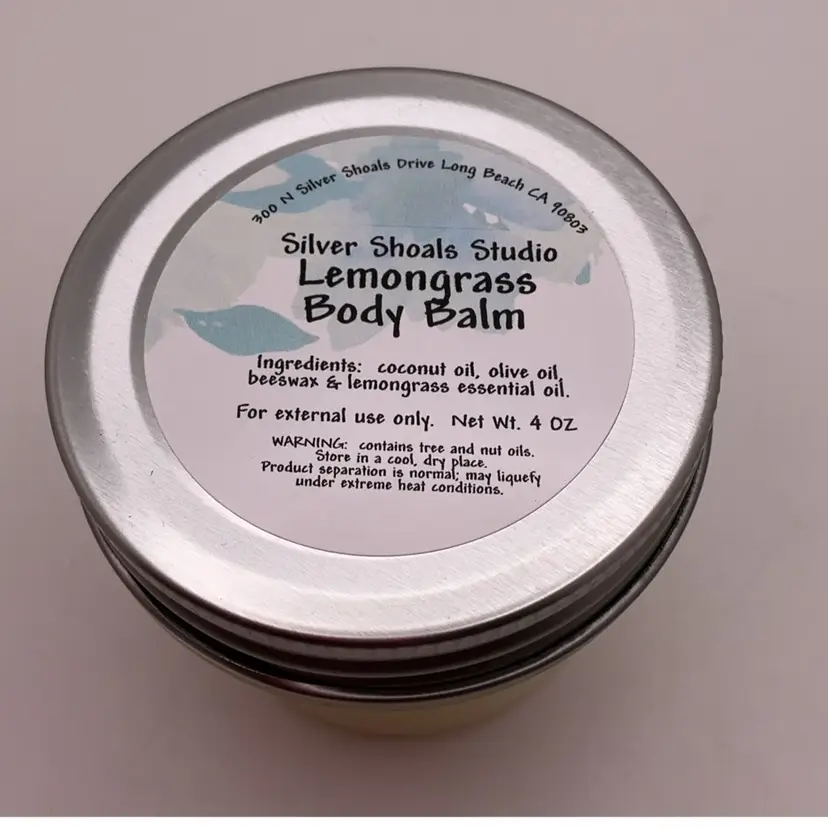 300 N Silver Shoals Drive Long Beach CA 90803
Silver Shoals Studio
Lemongrass
Body Balm
Ingredients: coconut oil, olive oil,
beeswax & lemongrass essential oil.
For external use only. Net Wt. 4 OZ
WARNING: contains tree and nut oils.
Store in a cool, dry place.
Product separation is normal; may liquefy
under extreme heat conditions.